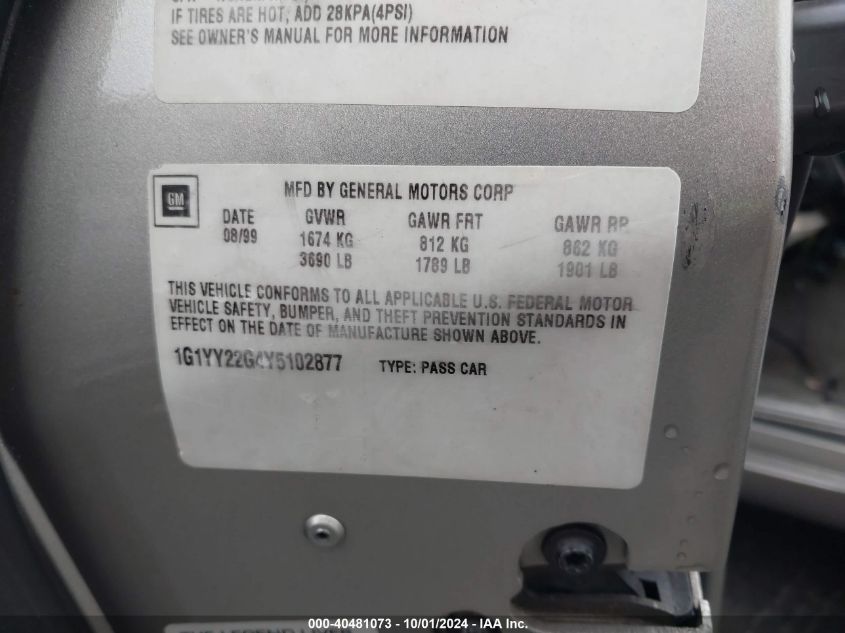 IF TIRES ARE HOT, ADD 28KPA(4PSI)
SEE OWNER'S MANUAL FOR MORE INFORMATION
GM
MFD BY GENERAL MOTORS CORP
DATE GVWR GAWR FRT GAWR RR
08/99 1674 KG 812 KG 862 KG
3690 LB 1789 LB 1901 LB
THIS VEHICLE CONFORMS TO ALL APPLICABLE U.S. FEDERAL MOTOR
VEHICLE SAFETY, BUMPER, AND THEFT PREVENTION STANDARDS IN
EFFECT ON THE DATE OF MANUFACTURE SHOWN ABOVE.
1G1YY22G4Y5102877 TYPE: PASS CAR
000-40481073 - 10/01/2024 - IAA Inc.